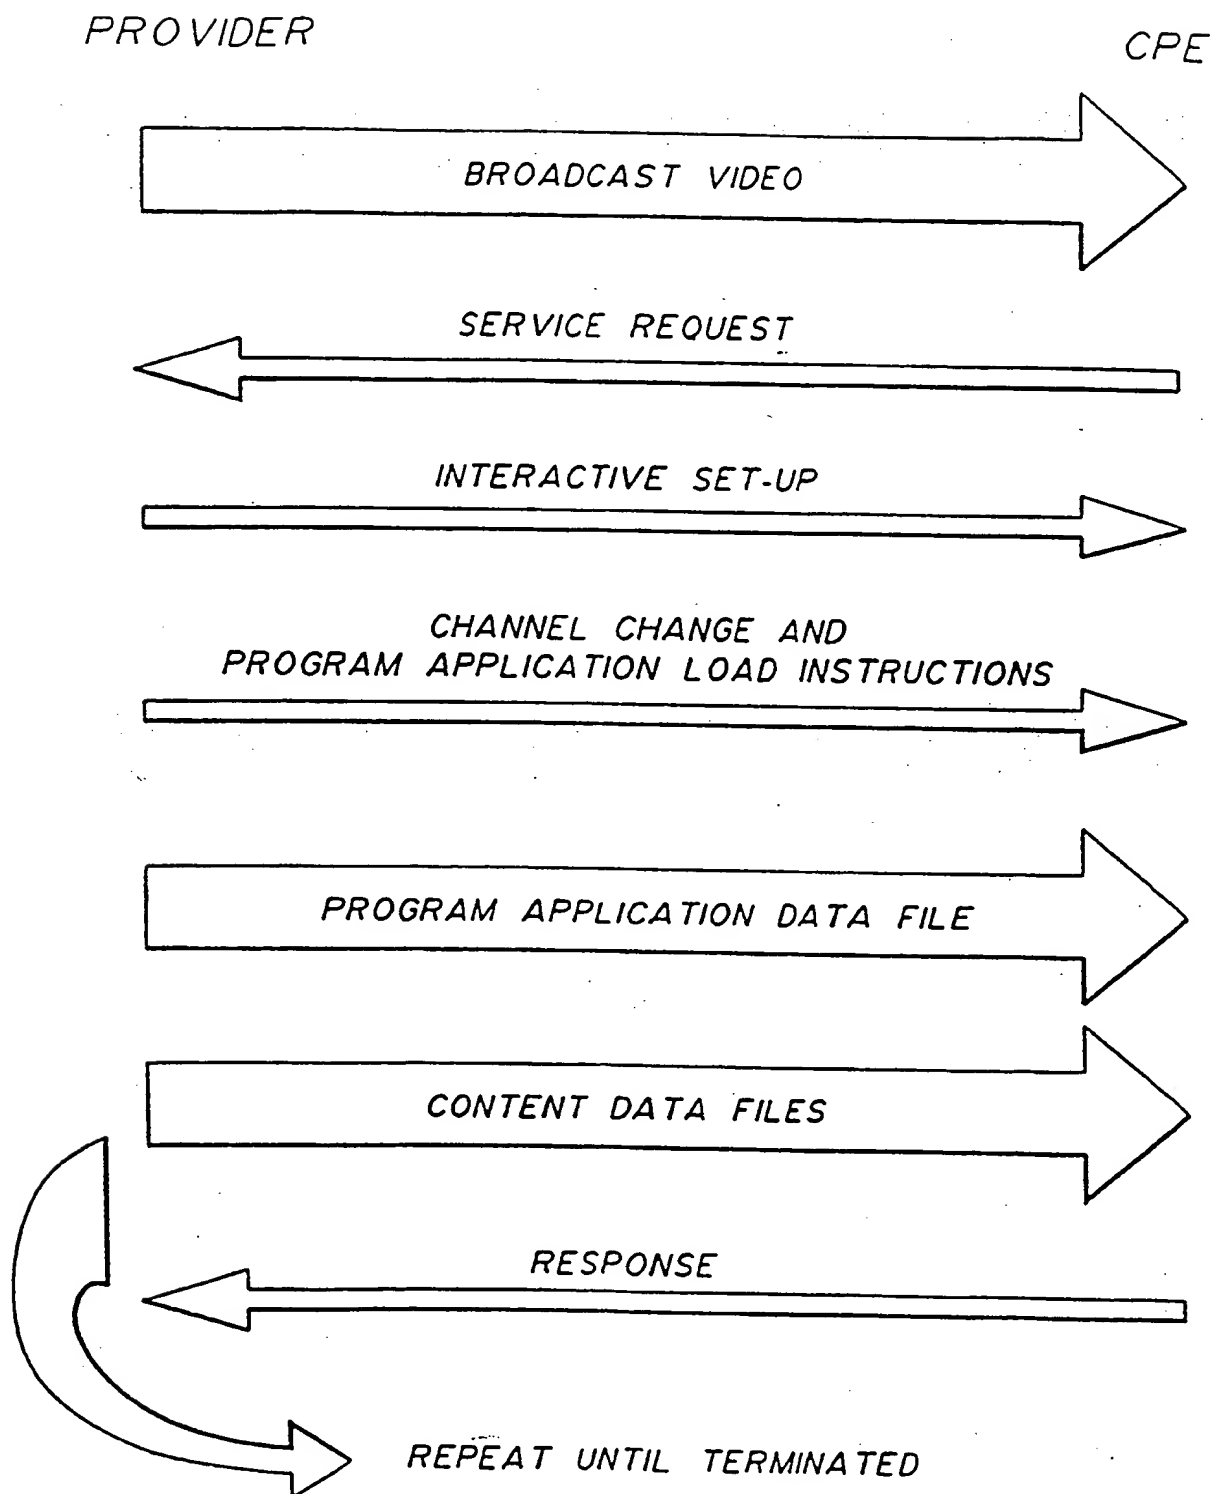 PROVIDER
CPE
BROADCAST VIDEO
SERVICE REQUEST
INTERACTIVE SET-UP
CHANNEL CHANGE AND
PROGRAM APPLICATION LOAD INSTRUCTIONS
PROGRAM APPLICATION DATA FILE
CONTENT DATA FILES
RESPONSE
REPEAT UNTIL TERMINATED